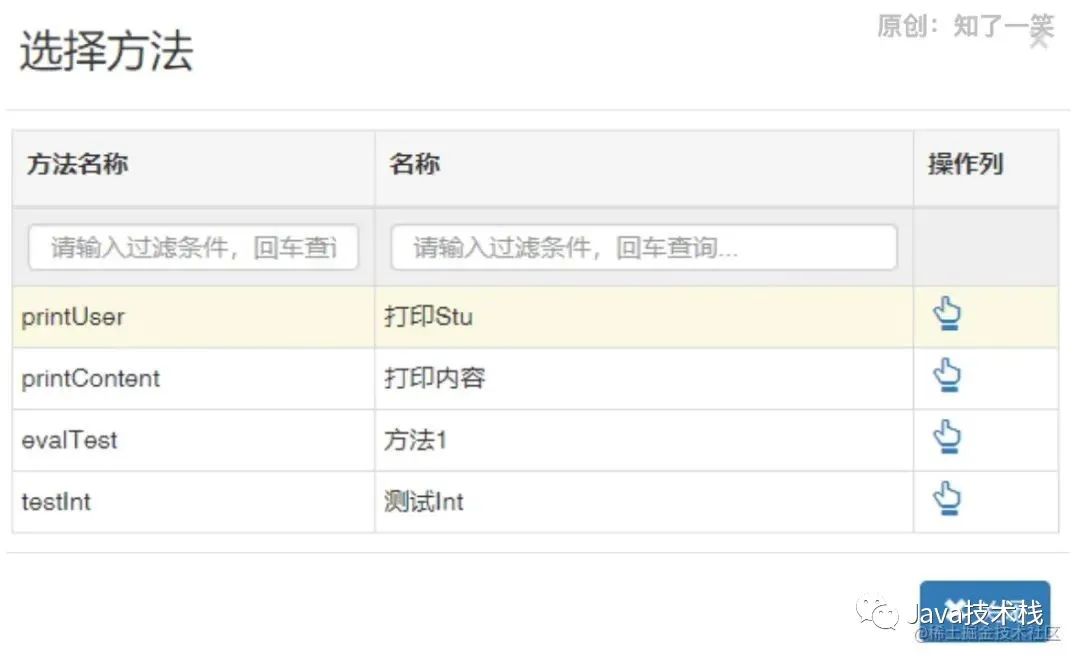 原创：知了一笑
选择方法
方法名称 名称 操作列
请输入过滤条件，回车查 请输入过滤条件，回车查询...
printUser 打印Stu
printContent 打印内容
evalTest 方法1
testInt 测试Int
Java技术栈
@稀土掘金技术社区